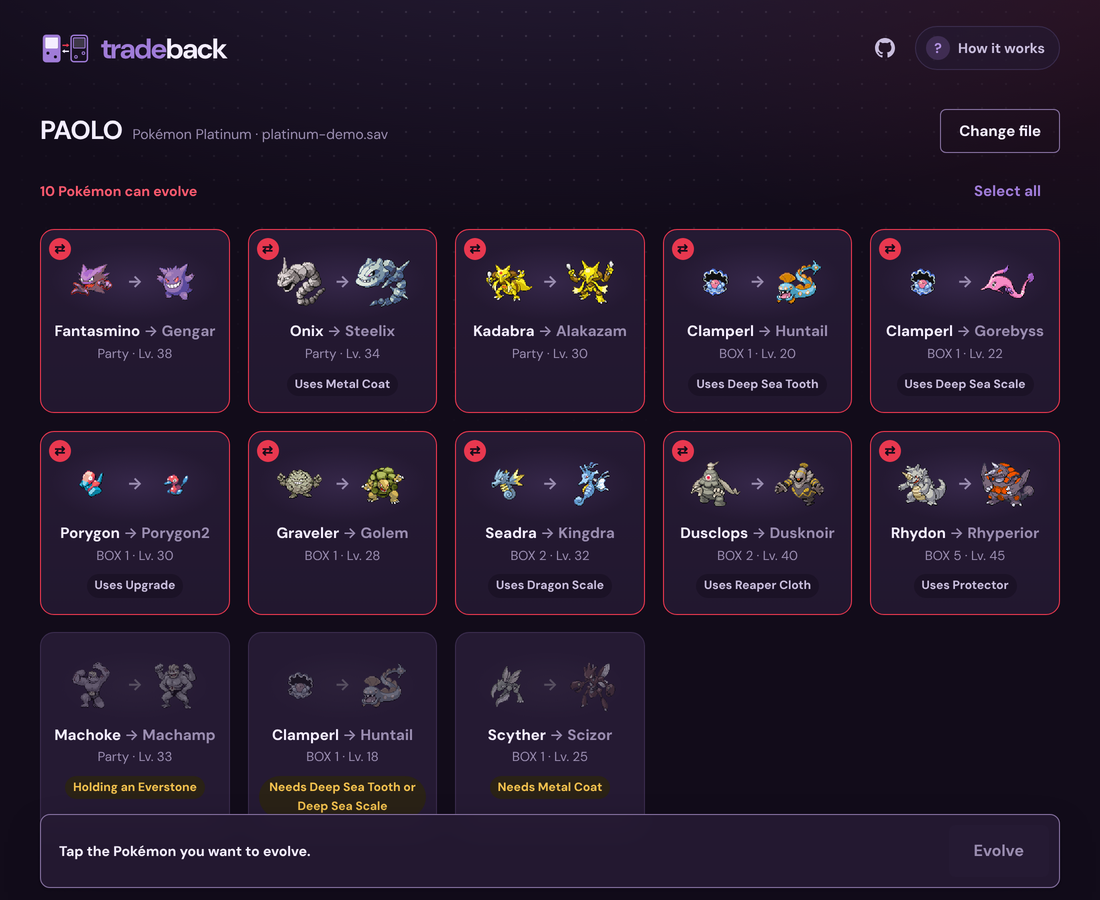 tradeback
? How it works
PAOLO Pokémon Platinum · platinum-demo.sav
Change file
10 Pokémon can evolve
Select all
Fantasmino → Gengar
Party · Lv. 38
Onix → Steelix
Party · Lv. 34
Uses Metal Coat
Kadabra → Alakazam
Party · Lv. 30
Clamperl → Huntail
BOX 1 · Lv. 20
Uses Deep Sea Tooth
Clamperl → Gorebyss
BOX 1 · Lv. 22
Uses Deep Sea Scale
Porygon → Porygon2
BOX 1 · Lv. 30
Uses Upgrade
Graveler → Golem
BOX 1 · Lv. 28
Seadra → Kingdra
BOX 2 · Lv. 32
Uses Dragon Scale
Dusclops → Dusknoir
BOX 2 · Lv. 40
Uses Reaper Cloth
Rhydon → Rhyperior
BOX 5 · Lv. 45
Uses Protector
Machoke → Machamp
Party · Lv. 33
Holding an Everstone
Clamperl → Huntail
BOX 1 · Lv. 18
Needs Deep Sea Tooth or
Deep Sea Scale
Scyther → Scizor
BOX 1 · Lv. 25
Needs Metal Coat
Tap the Pokémon you want to evolve.
Evolve